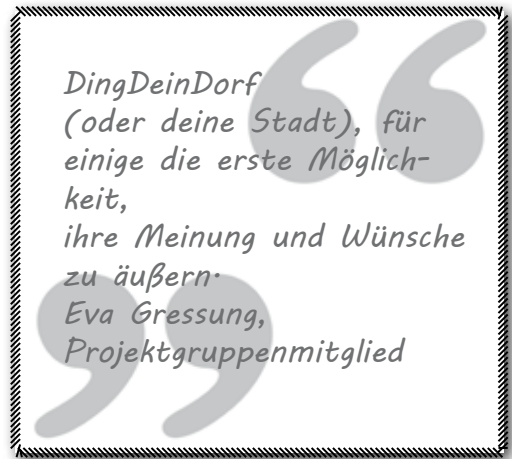 DingDeinDorf
(oder deine Stadt), für
einige die erste Möglich-
keit,
ihre Meinung und Wünsche
zu äußern.
Eva Gressung,
Projektgruppenmitglied